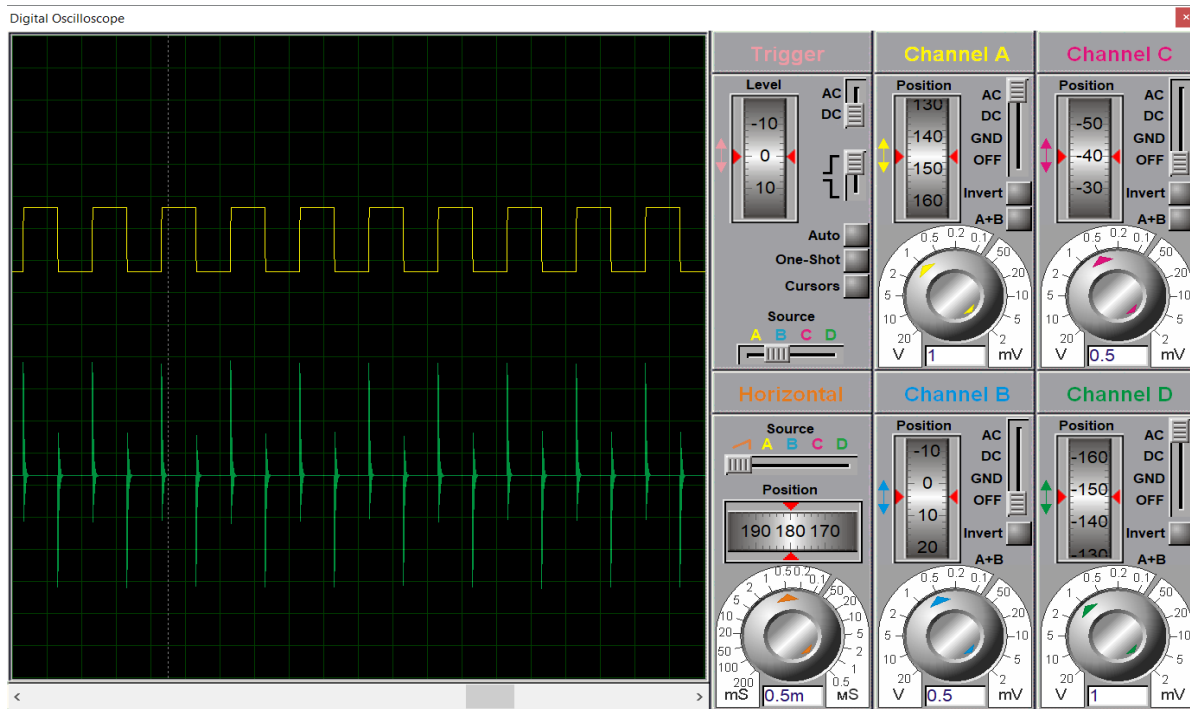 Digital Oscilloscope
Trigger
Level
-10
0
10
AC
DC
Auto
One-Shot
Cursors
Source
A B C D
Channel A
Position
130
140
150
160
AC
DC
GND
OFF
Invert
A+B
20 10 5 2 1 0.5 0.2 0.1 50 20 10 5 2
V 1 mV
Channel C
Position
-50
-40
-30
AC
DC
GND
OFF
Invert
A+B
20 10 5 2 1 0.5 0.2 0.1 50 20 10 5 2
V 0.5 mV
Horizontal
Source
A B C D
Position
190 180 170
200 100 50 20 10 5 2 1 0.5 0.2 0.1 50 20 10 5 2 1 0.5
mS 0.5m мS
Channel B
Position
-10
0
10
20
AC
DC
GND
OFF
Invert
A+B
20 10 5 2 1 0.5 0.2 0.1 50 20 10 5 2
V 0.5 mV
Channel D
Position
-160
-150
-140
-130
AC
DC
GND
OFF
Invert
A+B
20 10 5 2 1 0.5 0.2 0.1 50 20 10 5 2
V 1 mV